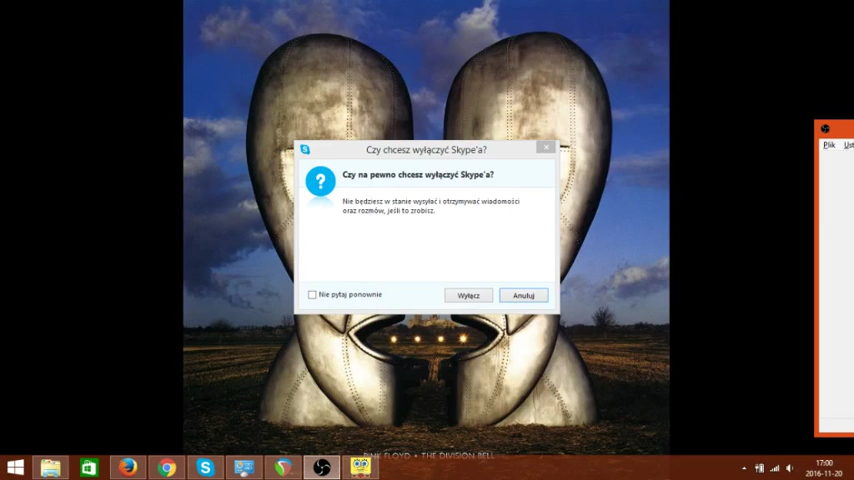 Czy chcesz wyłączyć Skype'a?
Czy na pewno chcesz wyłączyć Skype'a?
Nie będziesz w stanie wysyłać i otrzymywać wiadomości
oraz rozmów, jeśli to zrobisz.
Nie pytaj ponownie
Wyłącz
Anuluj
Plik
Ust
PINK FLOYD • THE DIVISION BELL
17:00
2016-11-20